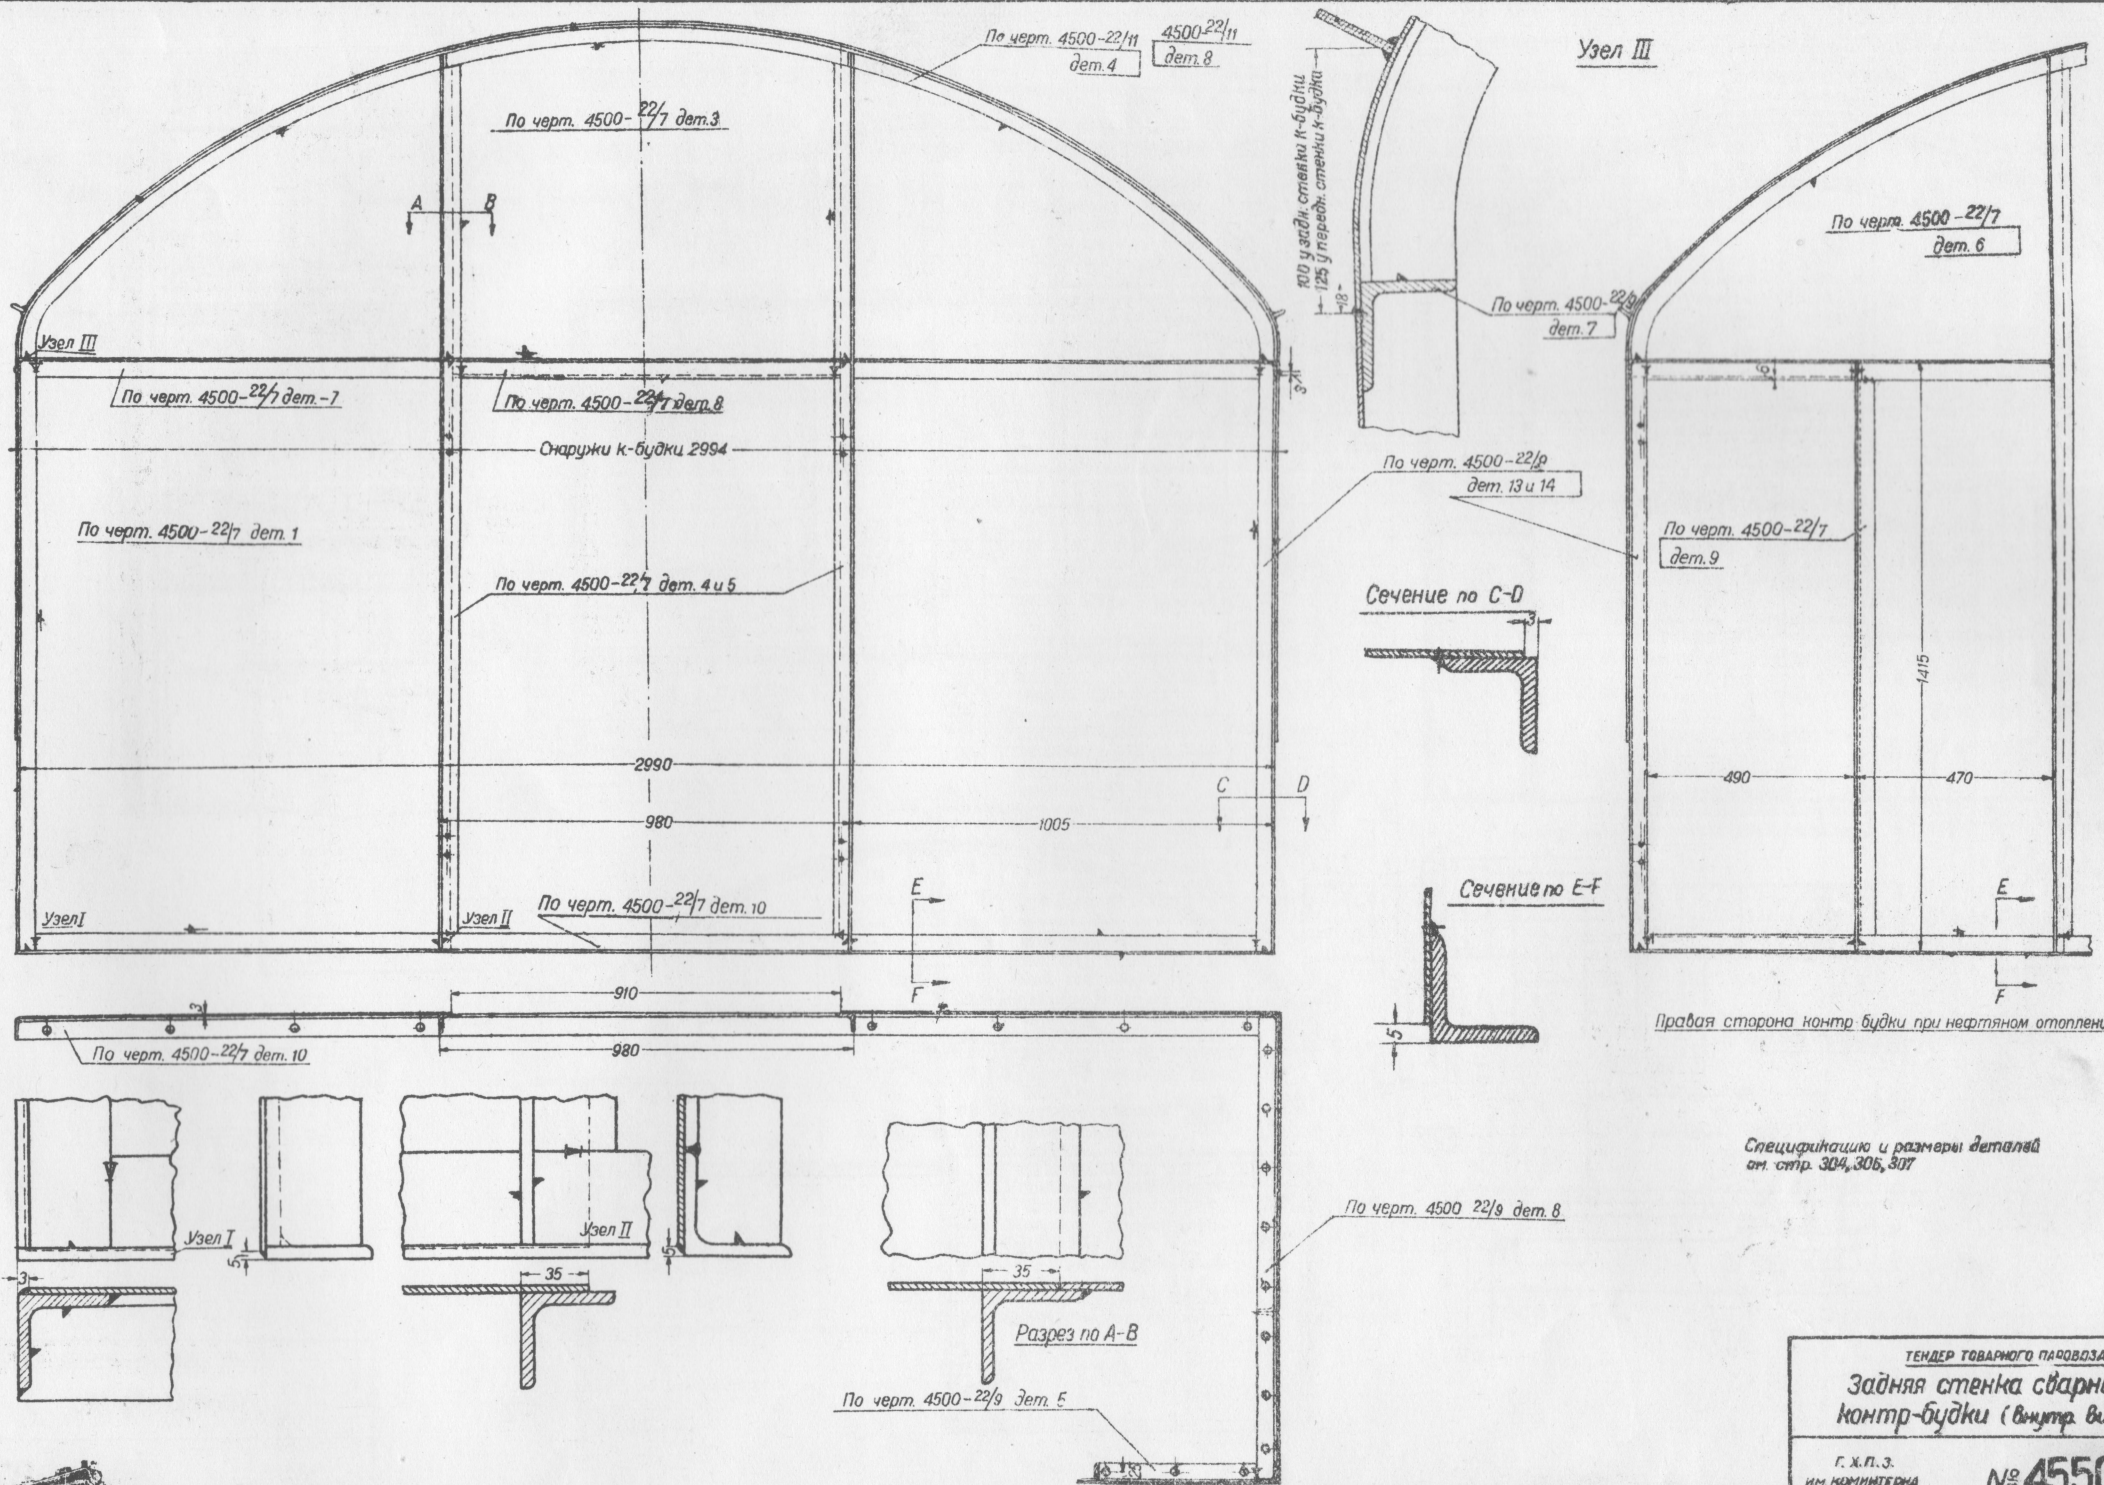 По черт. 4500-22/11
дет.4
4500-22/11
дет.8
Узел III
По черт. 4500-22/7 дет.3
100 у задн. стенки к-будки
125 у передн. стенки к-будки
18
A
B
По черт. 4500-22/7
дет. 6
По черт. 4500-22/9
дет.7
Узел III
По черт. 4500-22/7 дет.-7
По черт. 4500-22/7 дет.8
3
6
Снаружи к-будки 2994
По черт. 4500-22/9
дет. 13 и 14
По черт. 4500-22/7 дет. 1
По черт. 4500-22/7
дет.9
По черт. 4500-22/7 дет. 4 и 5
Сечение по C-D
3
1415
2990
490
470
C
D
980
1005
Узел I
Узел II
По черт. 4500-22/7 дет. 10
E
F
Сечение по E-F
5
E
F
Правая сторона контр будки при нефтяном отоплени
3
910
980
По черт. 4500-22/7 дет. 10
Узел I
5
Узел II
5
Спецификацию и размеры деталей
см. стр. 304, 306, 307
По черт. 4500 22/9 дет. 8
3
35
35
Разрез по A-B
По черт. 4500-22/9 дет. 5
ТЕНДЕР ТОВАРНОГО ПАРОВОЗА
Задняя стенка сварн
контр-будки (внутр. ви
Г. Х. П. З.
им. КОМИНТЕРНА
№ 4550